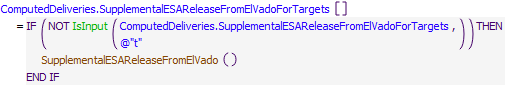 ComputedDeliveries.SupplementalESAReleaseFromElVadoForTargets []
= IF ( NOT IsInput ( ComputedDeliveries.SupplementalESAReleaseFromElVadoForTargets ,
@"t" ) ) THEN
SupplementalESAReleaseFromElVado ()
END IF